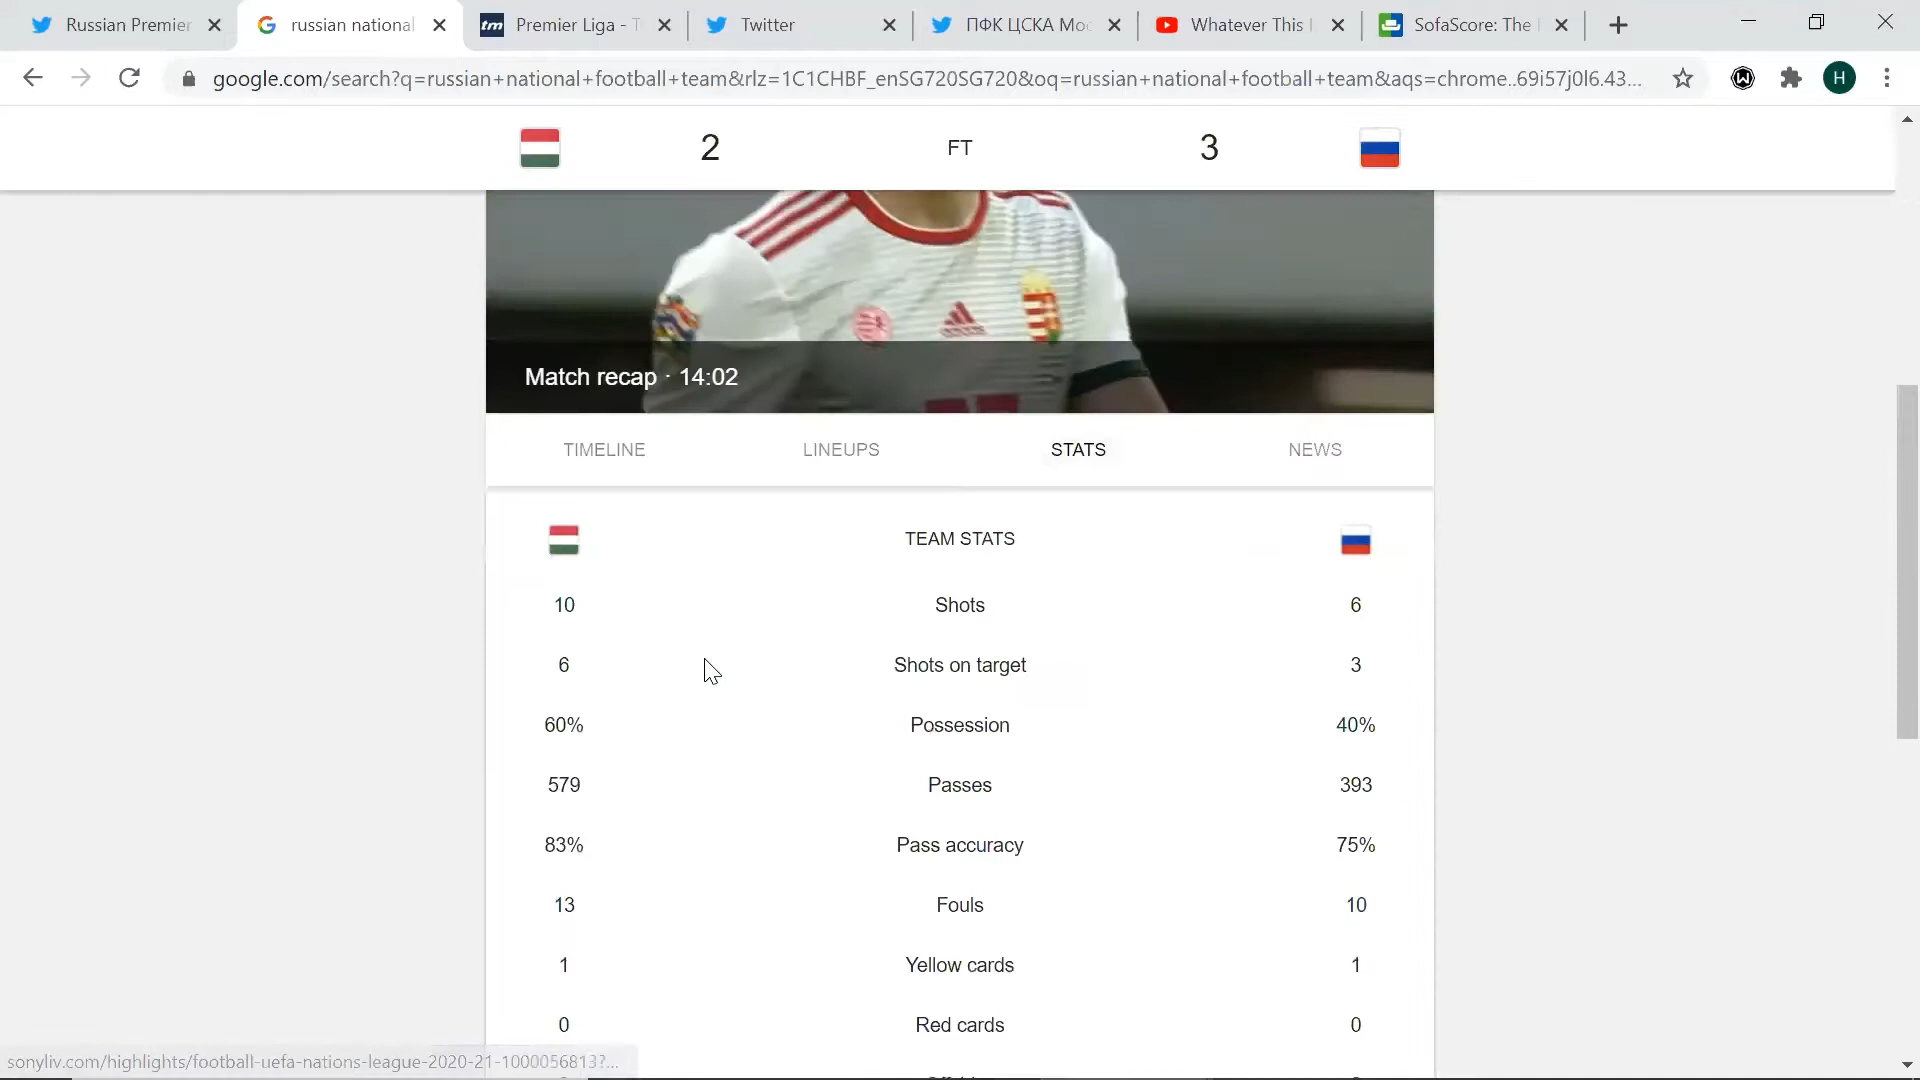 Russian Premier
russian national
tm Premier Liga - T
Twitter
ПФК ЦСКА Мос
Whatever This
SofaScore: The
google.com/search?q=russian+national+football+team&rlz=1C1CHBF_enSG720SG720&oq=russian+national+football+team&aqs=chrome..69i57j0l6.43...
H
2 FT 3
Match recap · 14:02
TIMELINE LINEUPS STATS NEWS
TEAM STATS
10 Shots 6
6 Shots on target 3
60% Possession 40%
579 Passes 393
83% Pass accuracy 75%
13 Fouls 10
1 Yellow cards 1
0 Red cards 0
sonyliv.com/highlights/football-uefa-nations-league-2020-21-1000056813?...